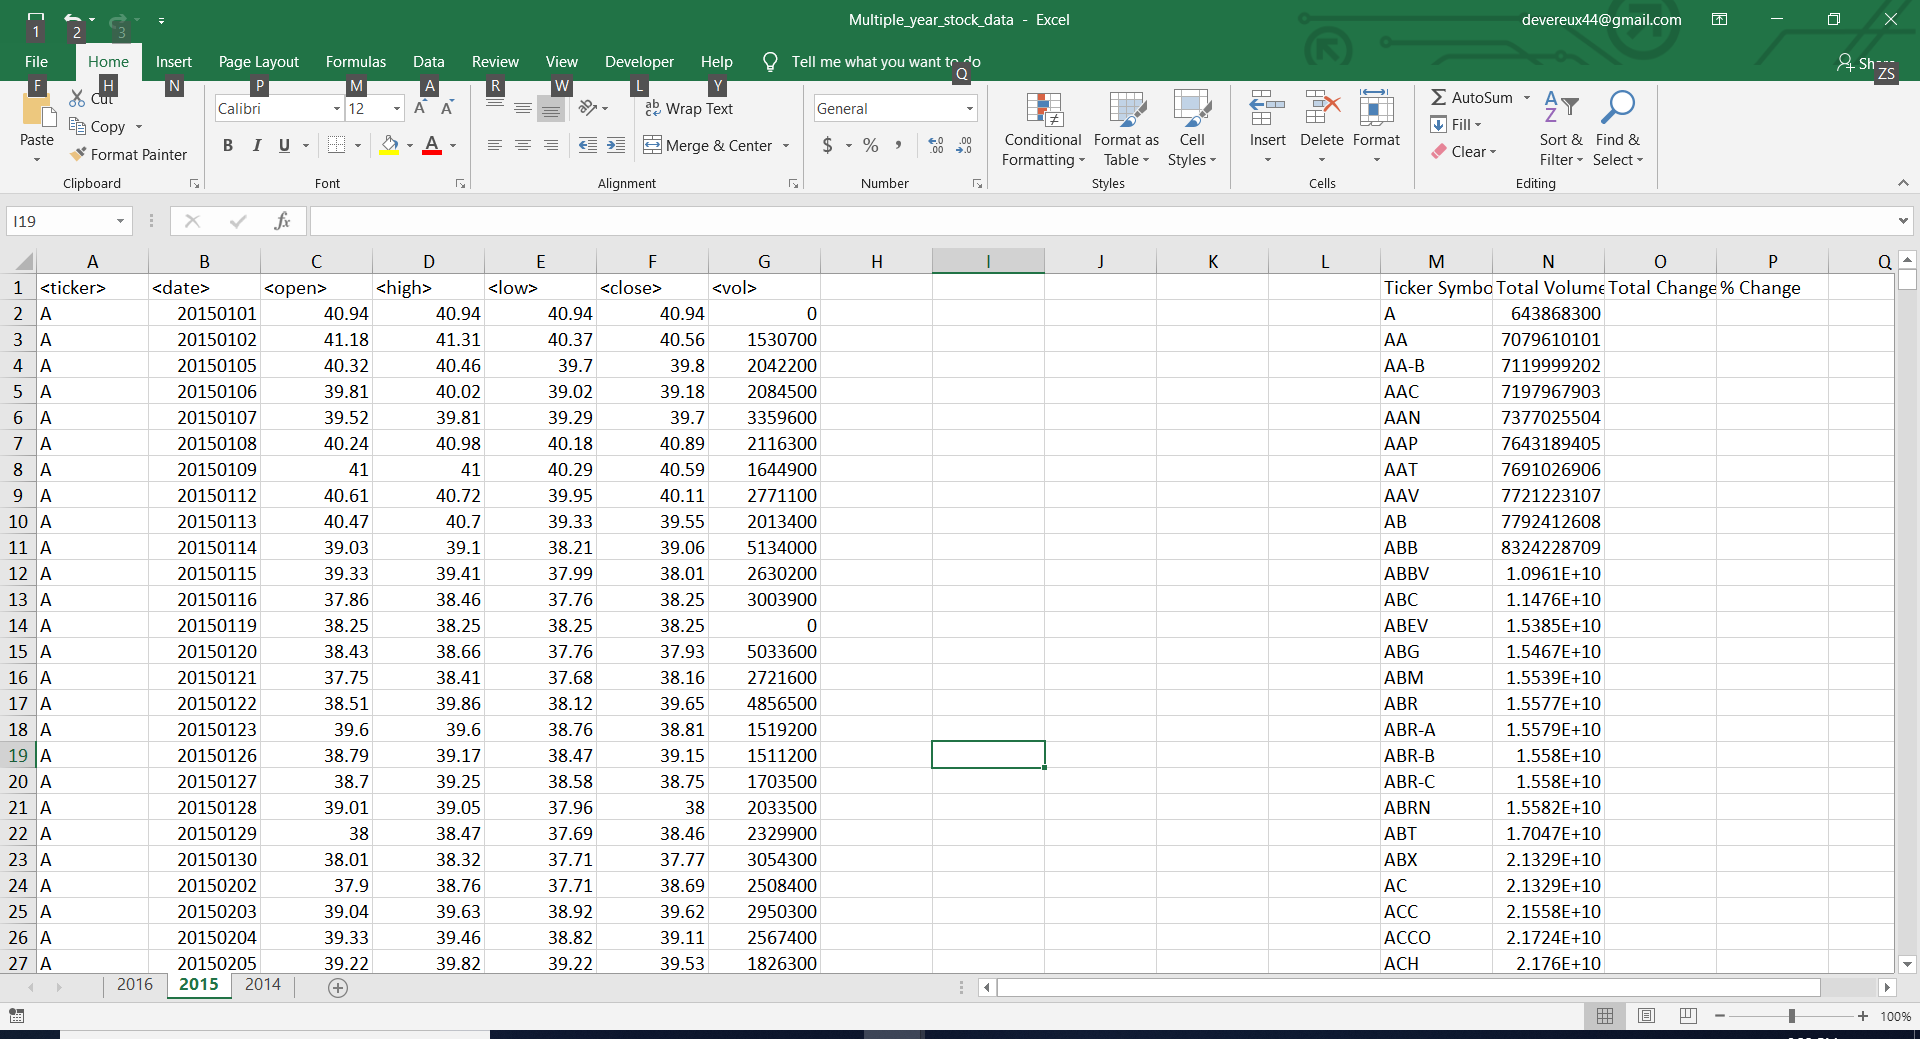 Multiple_year_stock_data - Excel
devereux44@gmail.com
1 2 3
File Home Insert Page Layout Formulas Data Review View Developer Help Tell me what you want to do
F H N P M A R W L Y Q ZS
Cut
Copy
Format Painter
Paste
Clipboard
Calibri 12
B I U
Font
Wrap Text
Merge & Center
Alignment
General
$ %
Number
Conditional Formatting
Format as Table
Cell Styles
Styles
Insert Delete Format
Cells
AutoSum
Fill
Clear
Sort & Filter
Find & Select
Editing
I19 fx
A B C D E F G H I J K L M N O P Q
1 <ticker> <date> <open> <high> <low> <close> <vol> Ticker Symbo Total Volume Total Change % Change
2 A 20150101 40.94 40.94 40.94 40.94 0 A 643868300
3 A 20150102 41.18 41.31 40.37 40.56 1530700 AA 7079610101
4 A 20150105 40.32 40.46 39.7 39.8 2042200 AA-B 7119999202
5 A 20150106 39.81 40.02 39.02 39.18 2084500 AAC 7197967903
6 A 20150107 39.52 39.81 39.29 39.7 3359600 AAN 7377025504
7 A 20150108 40.24 40.98 40.18 40.89 2116300 AAP 7643189405
8 A 20150109 41 41 40.29 40.59 1644900 AAT 7691026906
9 A 20150112 40.61 40.72 39.95 40.11 2771100 AAV 7721223107
10 A 20150113 40.47 40.7 39.33 39.55 2013400 AB 7792412608
11 A 20150114 39.03 39.1 38.21 39.06 5134000 ABB 8324228709
12 A 20150115 39.33 39.41 37.99 38.01 2630200 ABBV 1.0961E+10
13 A 20150116 37.86 38.46 37.76 38.25 3003900 ABC 1.1476E+10
14 A 20150119 38.25 38.25 38.25 38.25 0 ABEV 1.5385E+10
15 A 20150120 38.43 38.66 37.76 37.93 5033600 ABG 1.5467E+10
16 A 20150121 37.75 38.41 37.68 38.16 2721600 ABM 1.5539E+10
17 A 20150122 38.51 39.86 38.12 39.65 4856500 ABR 1.5577E+10
18 A 20150123 39.6 39.6 38.76 38.81 1519200 ABR-A 1.5579E+10
19 A 20150126 38.79 39.17 38.47 39.15 1511200 ABR-B 1.558E+10
20 A 20150127 38.7 39.25 38.58 38.75 1703500 ABR-C 1.558E+10
21 A 20150128 39.01 39.05 37.96 38 2033500 ABRN 1.5582E+10
22 A 20150129 38 38.47 37.69 38.46 2329900 ABT 1.7047E+10
23 A 20150130 38.01 38.32 37.71 37.77 3054300 ABX 2.1329E+10
24 A 20150202 37.9 38.76 37.71 38.69 2508400 AC 2.1329E+10
25 A 20150203 39.04 39.63 38.92 39.62 2950300 ACC 2.1558E+10
26 A 20150204 39.33 39.46 38.82 39.11 2567400 ACCO 2.1724E+10
27 A 20150205 39.22 39.82 39.22 39.53 1826300 ACH 2.176E+10
2016 2015 2014
100%